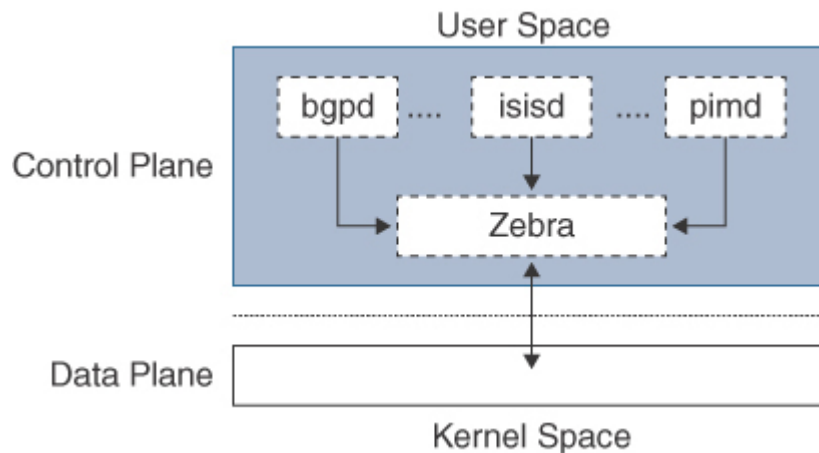 User Space
bgpd .... isisd .... pimd
Control Plane
Zebra
Data Plane
Kernel Space